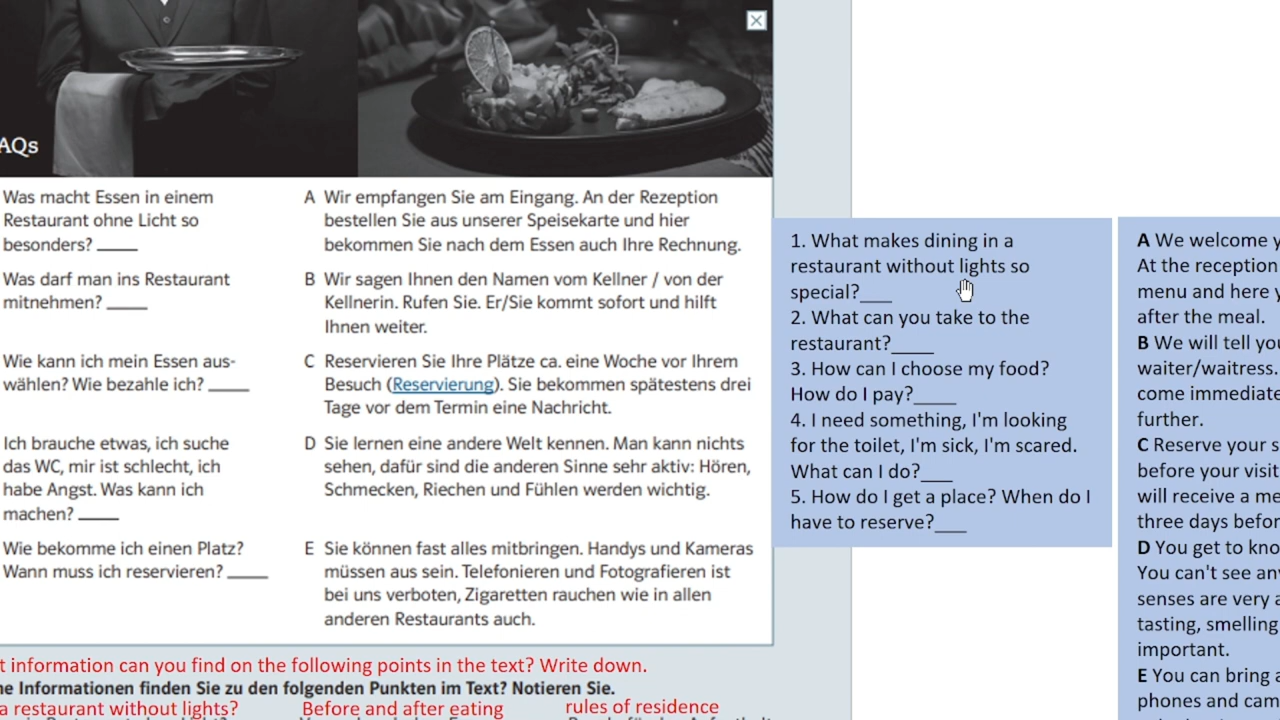 AQs
Was macht Essen in einem
Restaurant ohne Licht so
besonders? ____
Was darf man ins Restaurant
mitnehmen? ____
Wie kann ich mein Essen aus-
wählen? Wie bezahle ich? ____
Ich brauche etwas, ich suche
das WC, mir ist schlecht, ich
habe Angst. Was kann ich
machen? ____
Wie bekomme ich einen Platz?
Wann muss ich reservieren? ____
A Wir empfangen Sie am Eingang. An der Rezeption
bestellen Sie aus unserer Speisekarte und hier
bekommen Sie nach dem Essen auch Ihre Rechnung.
B Wir sagen Ihnen den Namen vom Kellner / von der
Kellnerin. Rufen Sie. Er/Sie kommt sofort und hilft
Ihnen weiter.
C Reservieren Sie Ihre Plätze ca. eine Woche vor Ihrem
Besuch (Reservierung). Sie bekommen spätestens drei
Tage vor dem Termin eine Nachricht.
D Sie lernen eine andere Welt kennen. Man kann nichts
sehen, dafür sind die anderen Sinne sehr aktiv: Hören,
Schmecken, Riechen und Fühlen werden wichtig.
E Sie können fast alles mitbringen. Handys und Kameras
müssen aus sein. Telefonieren und Fotografieren ist
bei uns verboten, Zigaretten rauchen wie in allen
anderen Restaurants auch.
1. What makes dining in a
restaurant without lights so
special?___
2. What can you take to the
restaurant?____
3. How can I choose my food?
How do I pay?____
4. I need something, I'm looking
for the toilet, I'm sick, I'm scared.
What can I do?___
5. How do I get a place? When do I
have to reserve?___
A We welcome y
At the reception
menu and here y
after the meal.
B We will tell you
waiter/waitress.
come immediate
further.
C Reserve your s
before your visit
will receive a me
three days befor
D You get to kno
You can't see any
senses are very a
tasting, smelling
important.
E You can bring a
phones and cam
t information can you find on the following points in the text? Write down.
he Informationen finden Sie zu den folgenden Punkten im Text? Notieren Sie.
a restaurant without lights? Before and after eating rules of residence